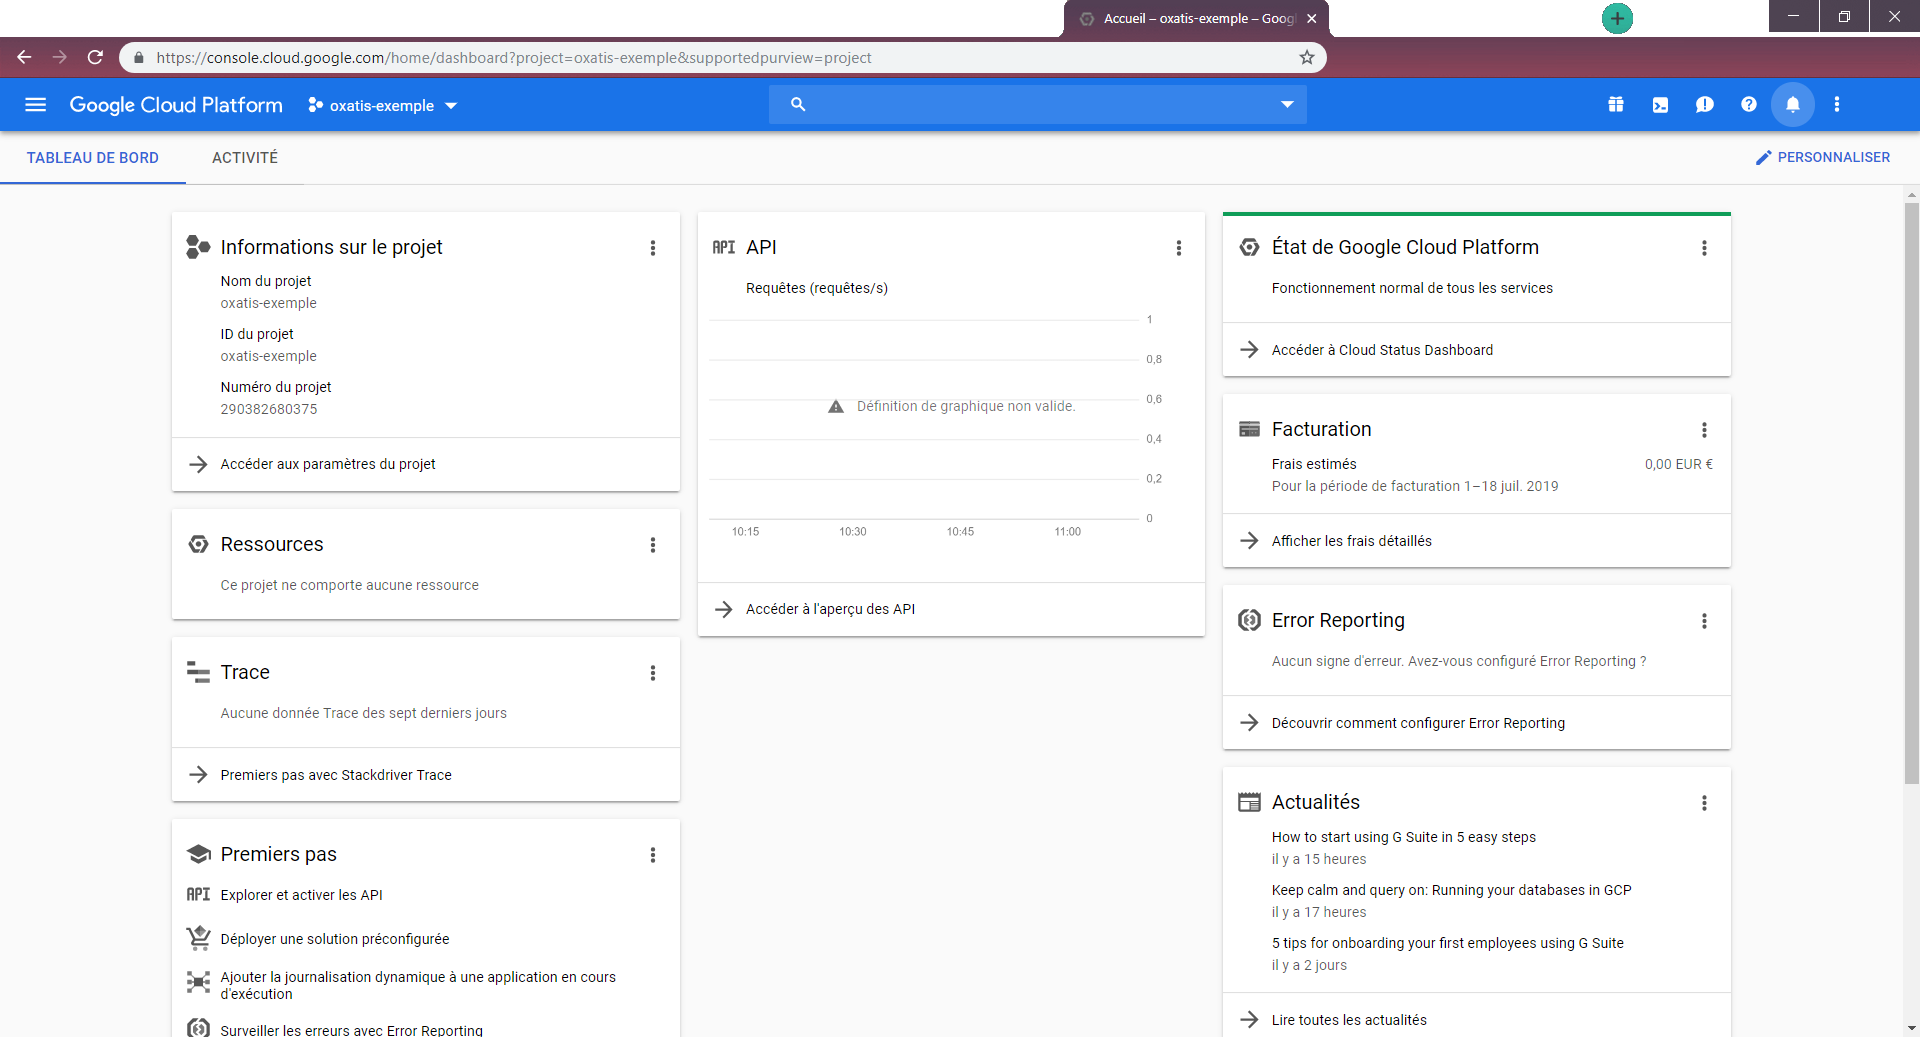 Accueil – oxatis-exemple – Goog
https://console.cloud.google.com/home/dashboard?project=oxatis-exemple&supportedpurview=project
Google Cloud Platform
oxatis-exemple
TABLEAU DE BORD
ACTIVITÉ
PERSONNALISER
Informations sur le projet
Nom du projet
oxatis-exemple
ID du projet
oxatis-exemple
Numéro du projet
290382680375
Accéder aux paramètres du projet
Ressources
Ce projet ne comporte aucune ressource
Trace
Aucune donnée Trace des sept derniers jours
Premiers pas avec Stackdriver Trace
Premiers pas
API
Explorer et activer les API
Déployer une solution préconfigurée
Ajouter la journalisation dynamique à une application en cours
d'exécution
Surveiller les erreurs avec Error Reporting
API
API
Requêtes (requêtes/s)
1
0,8
0,6
Définition de graphique non valide.
0,4
0,2
0
10:15
10:30
10:45
11:00
Accéder à l'aperçu des API
État de Google Cloud Platform
Fonctionnement normal de tous les services
Accéder à Cloud Status Dashboard
Facturation
Frais estimés
0,00 EUR €
Pour la période de facturation 1–18 juil. 2019
Afficher les frais détaillés
Error Reporting
Aucun signe d'erreur. Avez-vous configuré Error Reporting ?
Découvrir comment configurer Error Reporting
Actualités
How to start using G Suite in 5 easy steps
il y a 15 heures
Keep calm and query on: Running your databases in GCP
il y a 17 heures
5 tips for onboarding your first employees using G Suite
il y a 2 jours
Lire toutes les actualités